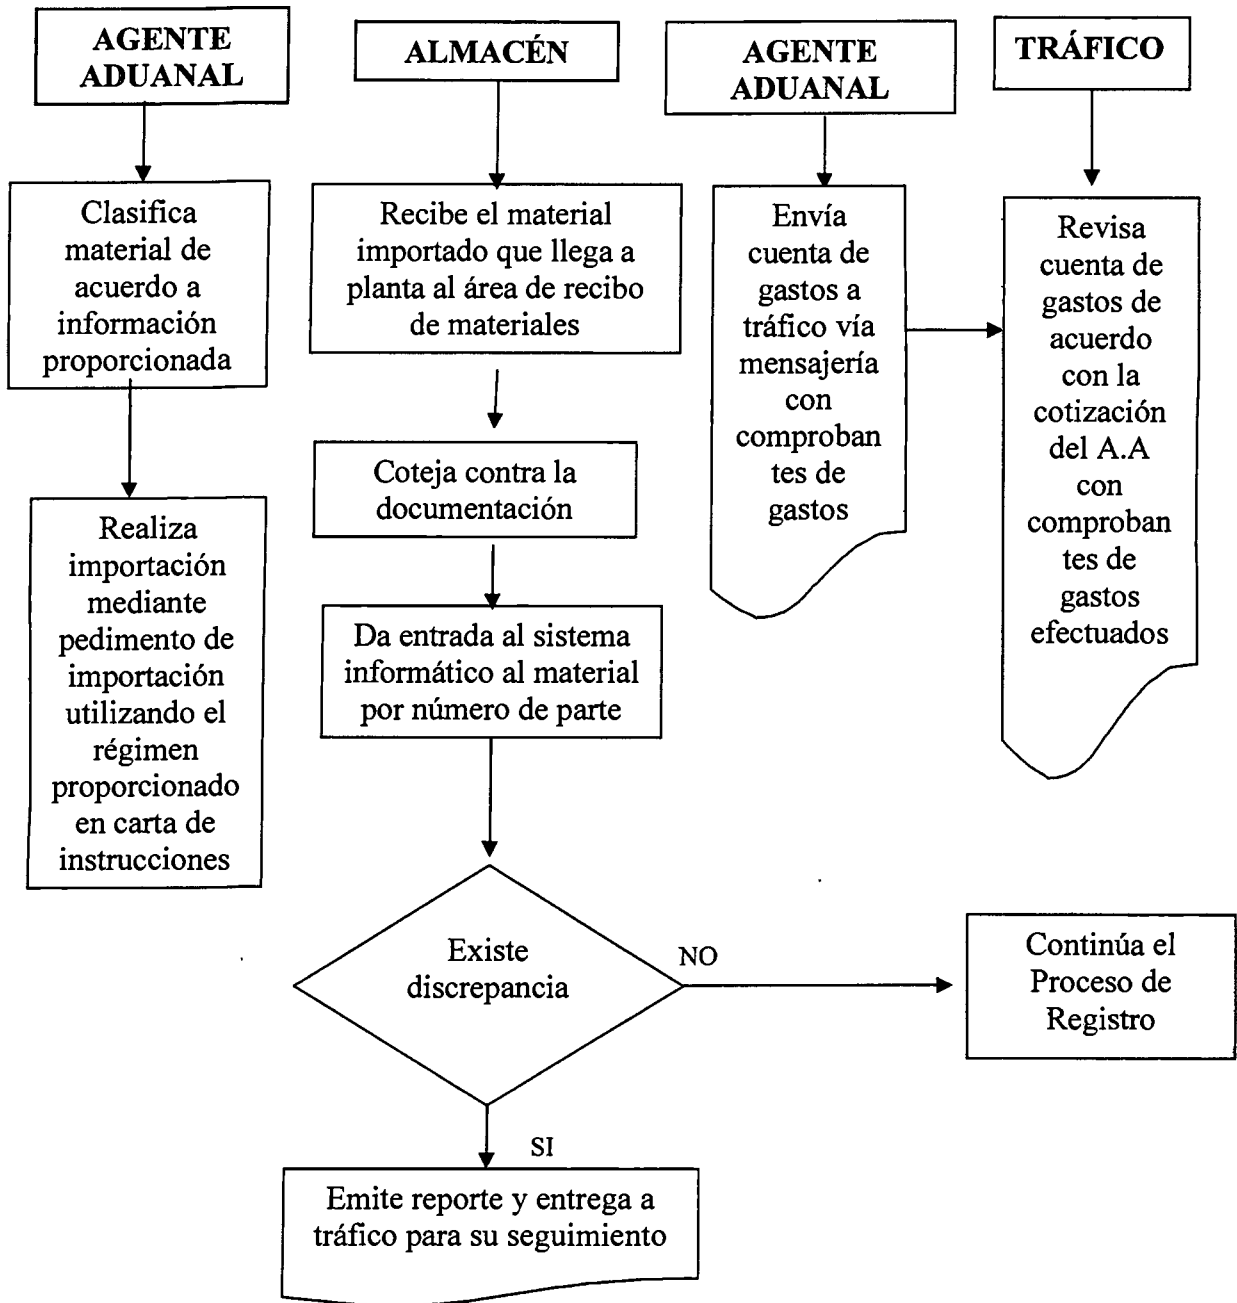 AGENTE
ADUANAL
Clasifica
material de
acuerdo a
información
proporcionada
Realiza
importación
mediante
pedimento de
importación
utilizando el
régimen
proporcionado
en carta de
instrucciones
ALMACÉN
Recibe el material
importado que llega a
planta al área de recibo
de materiales
Coteja contra la
documentación
Da entrada al sistema
informático al material
por número de parte
Existe
discrepancia
NO
Continúa el
Proceso de
Registro
SI
Emite reporte y entrega a
tráfico para su seguimiento
AGENTE
ADUANAL
Envía
cuenta de
gastos a
tráfico vía
mensajería
con
comproban
tes de
gastos
TRÁFICO
Revisa
cuenta de
gastos de
acuerdo
con la
cotización
del A.A
con
comproban
tes de
gastos
efectuados